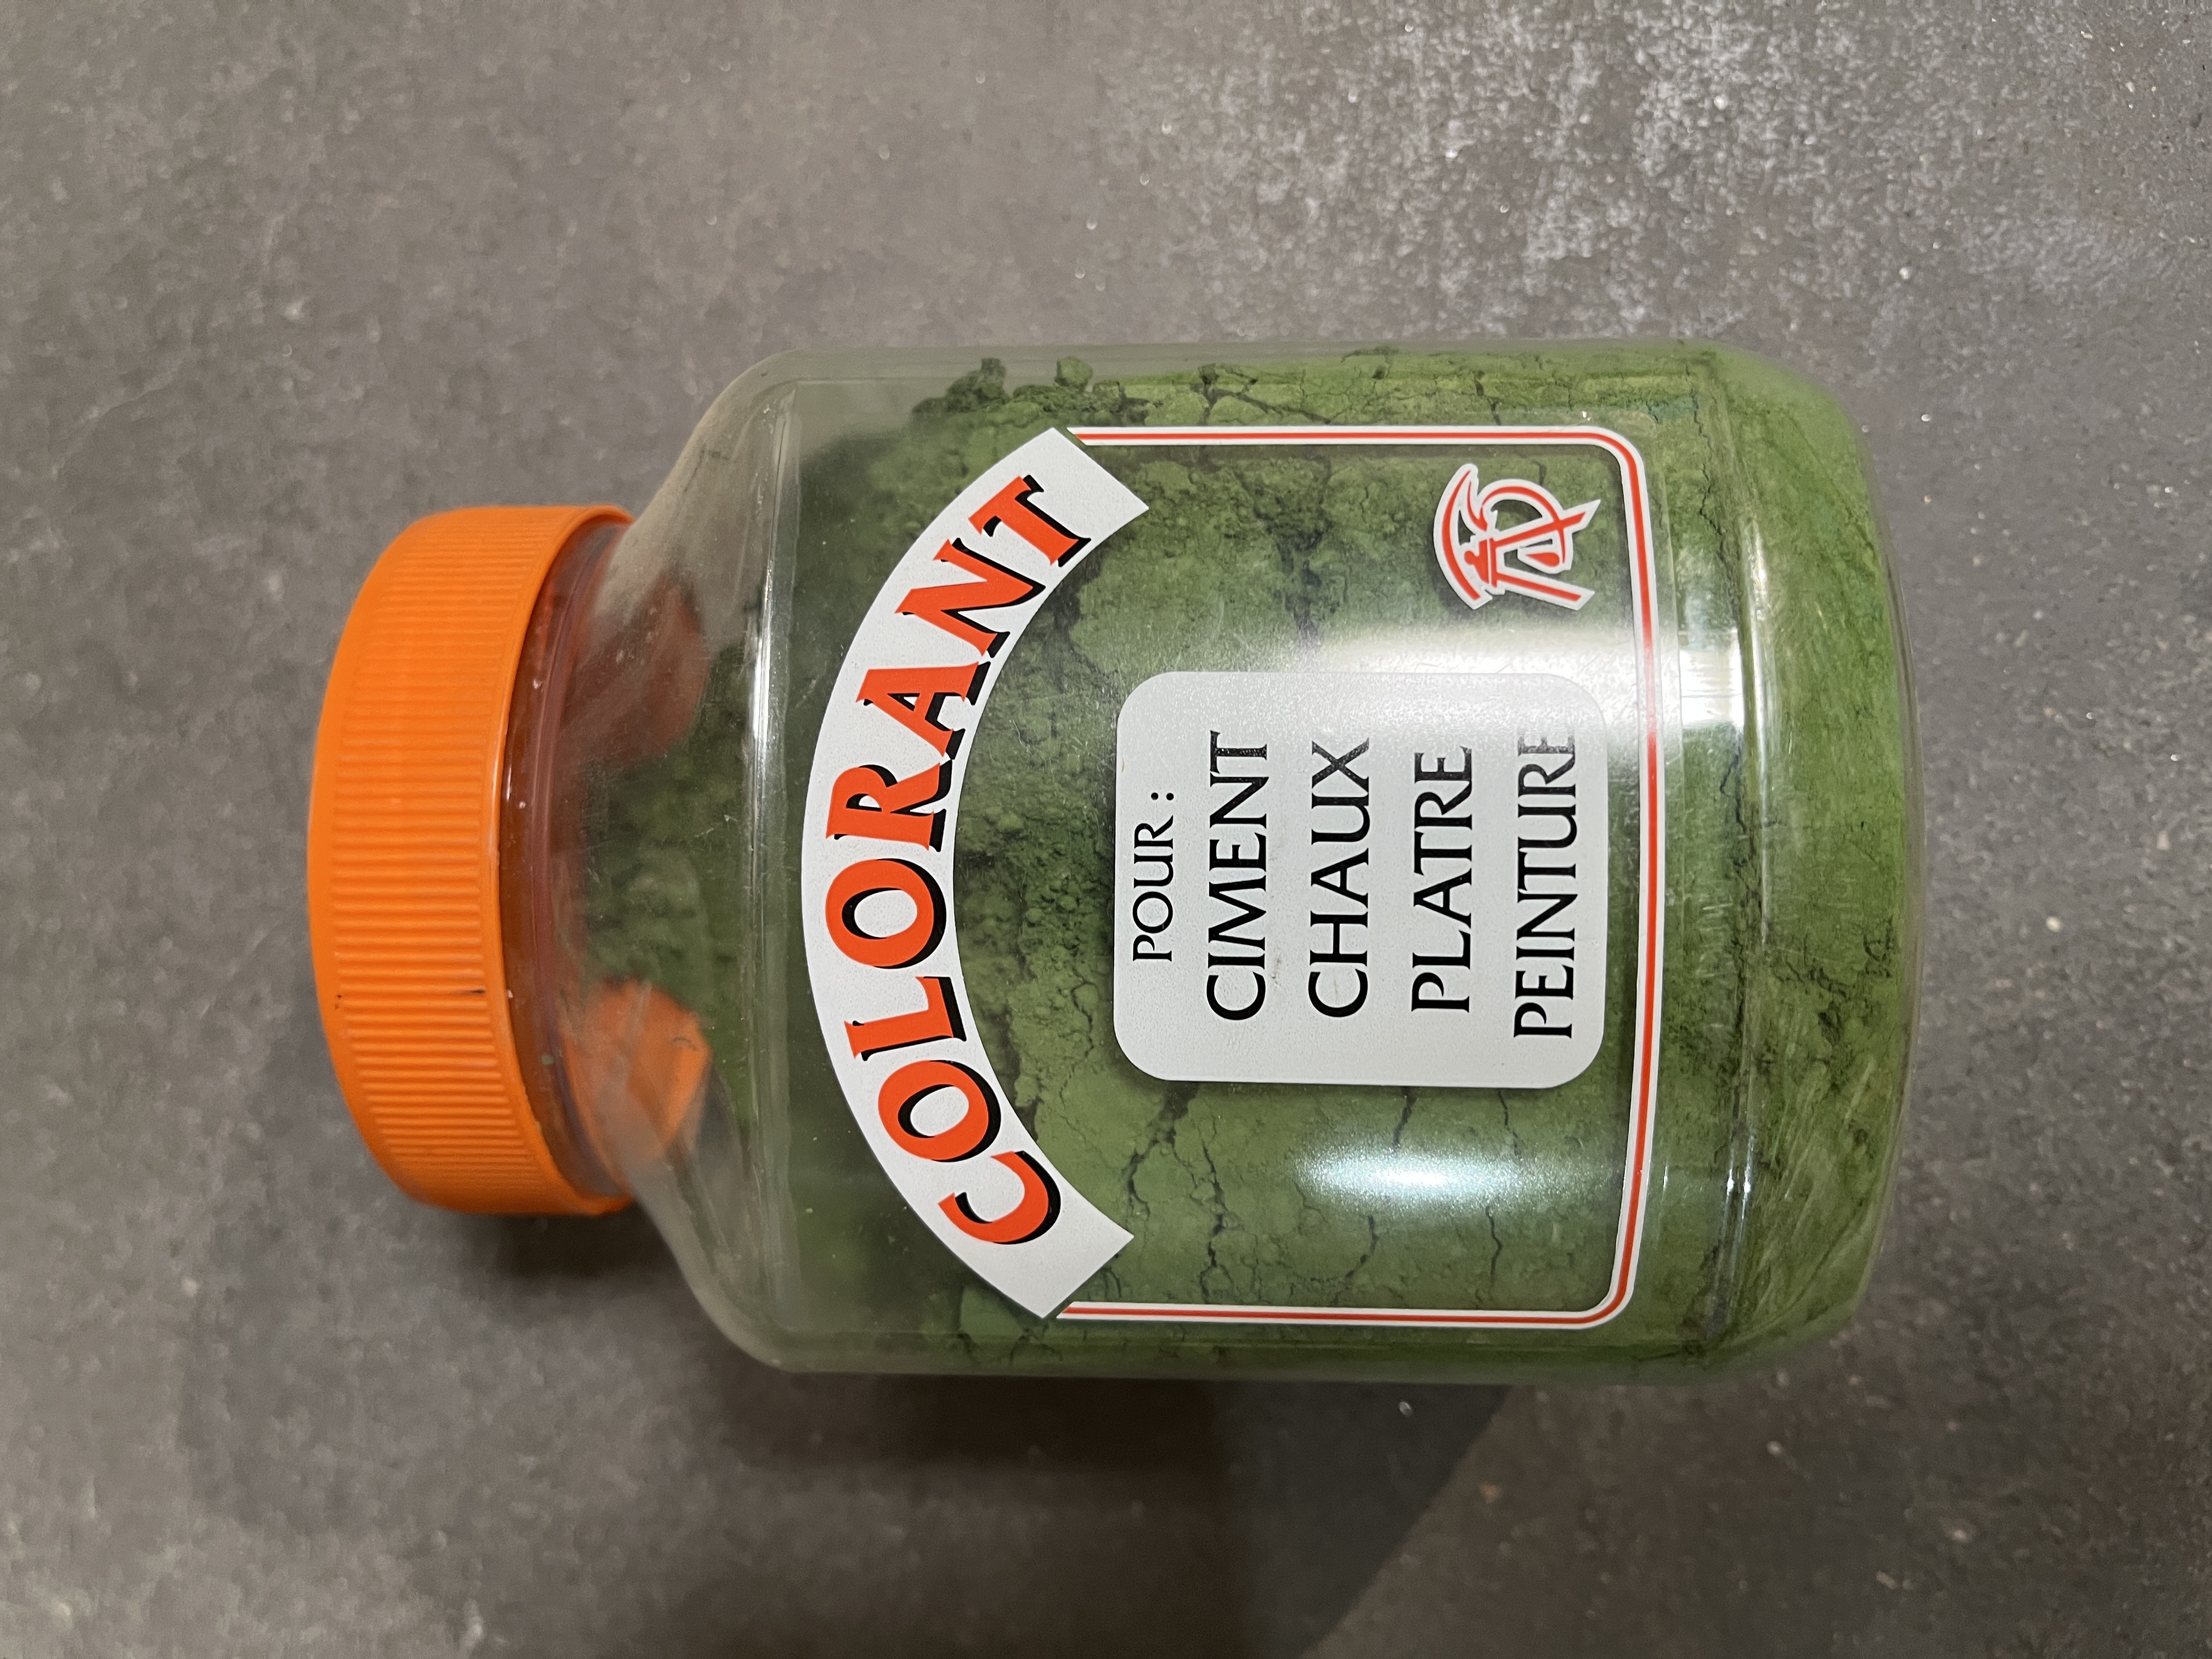 COLORANT
POUR :
CIMENT
CHAUX
PLATRE
PEINTURE